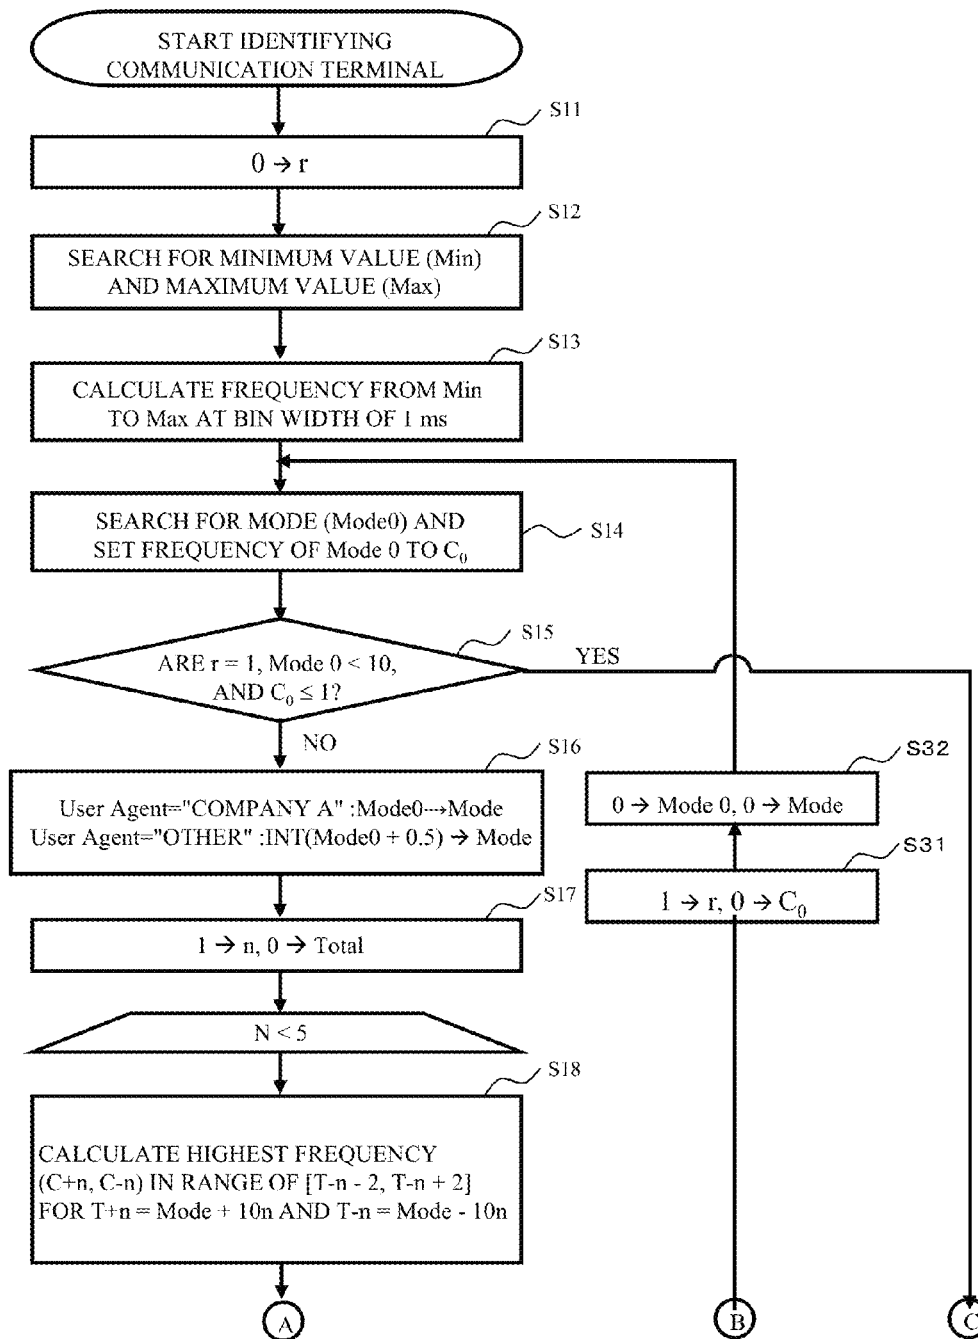 START IDENTIFYING
COMMUNICATION TERMINAL
S11
0 → r
S12
SEARCH FOR MINIMUM VALUE (Min)
AND MAXIMUM VALUE (Max)
S13
CALCULATE FREQUENCY FROM Min
TO Max AT BIN WIDTH OF 1 ms
SEARCH FOR MODE (Mode0) AND
SET FREQUENCY OF Mode 0 TO C₀
S14
S15
ARE r = 1, Mode 0 < 10,
AND C₀ ≤ 1?
YES
NO
S16
User Agent="COMPANY A" :Mode0→Mode
User Agent="OTHER" :INT(Mode0 + 0.5) → Mode
S32
0 → Mode 0, 0 → Mode
S31
1 → r, 0 → C₀
S17
1 → n, 0 → Total
N < 5
S18
CALCULATE HIGHEST FREQUENCY
(C+n, C-n) IN RANGE OF [T-n - 2, T-n + 2]
FOR T+n = Mode + 10n AND T-n = Mode - 10n
A
B
C